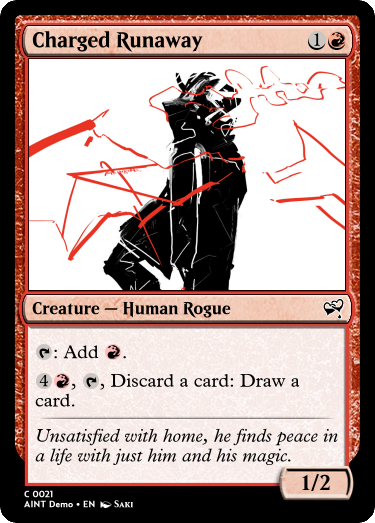 Charged Runaway 1
Creature — Human Rogue
: Add .
4 , , Discard a card: Draw a
card.
Unsatisfied with home, he finds peace in
a life with just him and his magic.
1/2
C 0021
AINT Demo • EN Saki